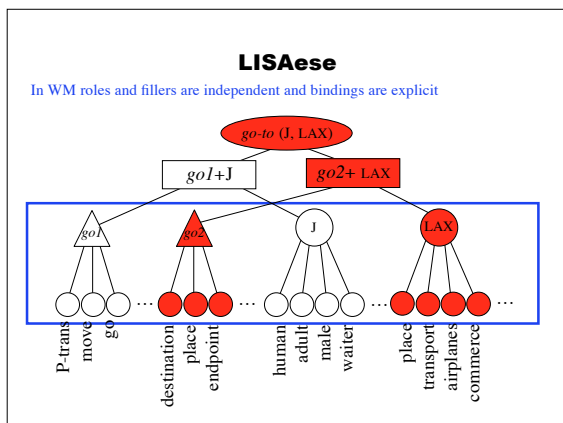 LISAese
In WM roles and fillers are independent and bindings are explicit
go-to (J, LAX)
go1+J go2+ LAX
go1 go2 J LAX
... ... ... ...
P-trans move go destination place endpoint human adult male waiter place transport airplanes commerce